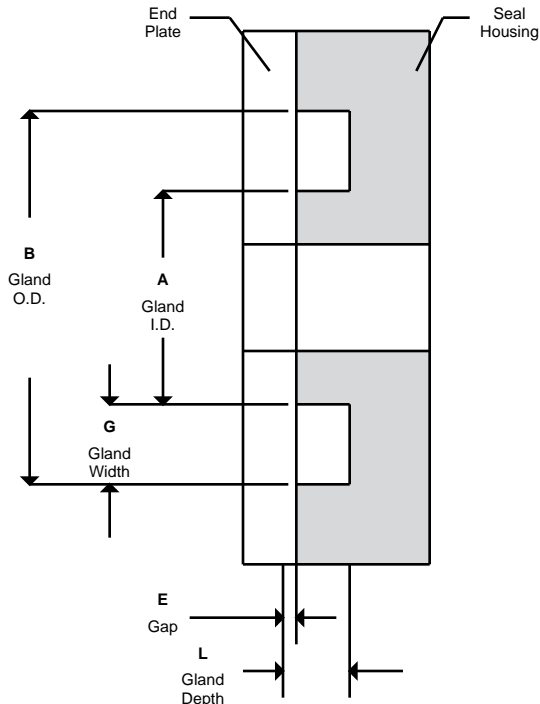 End
Plate
Seal
Housing
B
Gland
O.D.
A
Gland
I.D.
G
Gland
Width
E
Gap
L
Gland
Depth